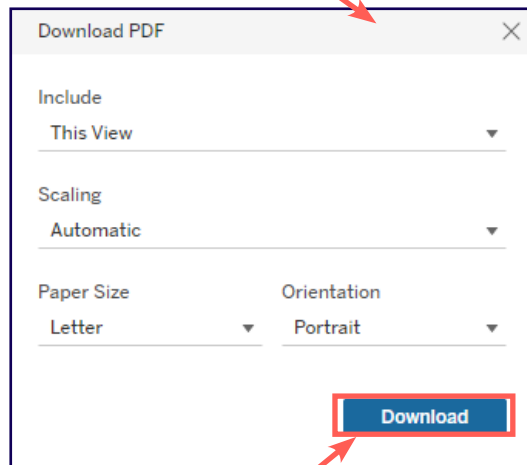 Download PDF
Include
This View
Scaling
Automatic
Paper Size Orientation
Letter Portrait
Download